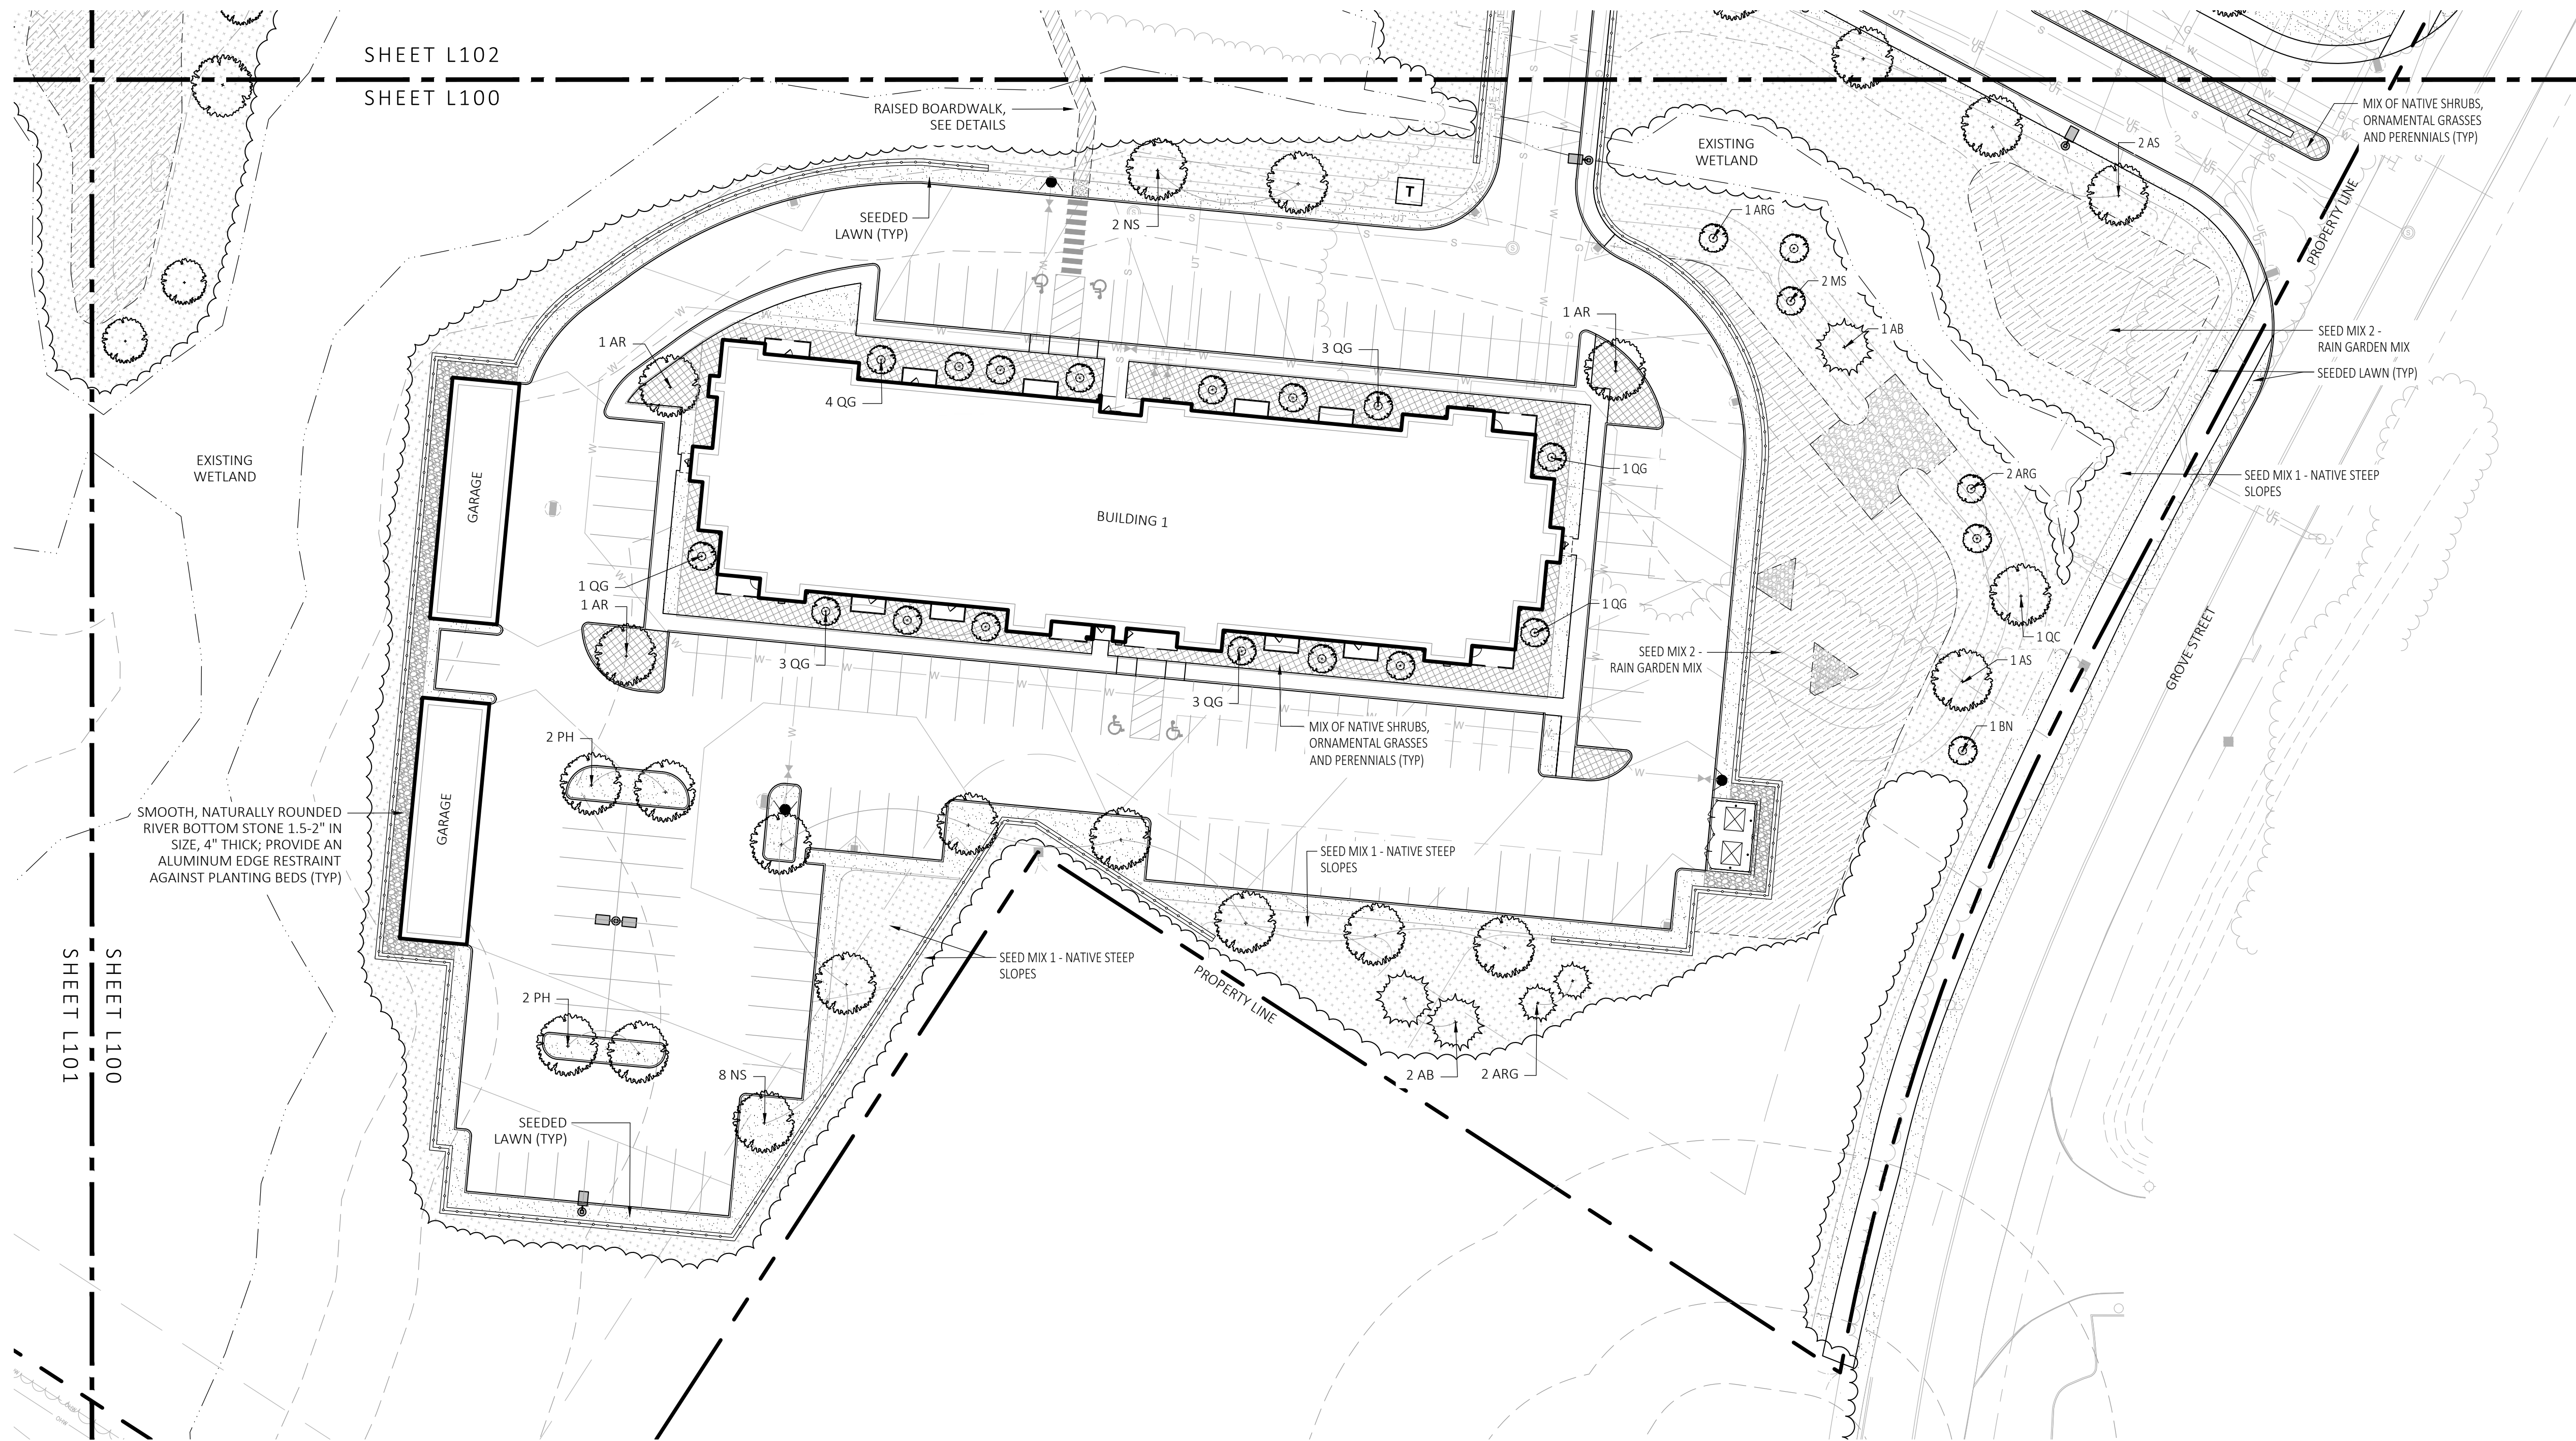 SHEET L102
SHEET L100
RAISED BOARDWALK,
SEE DETAILS
EXISTING
WETLAND
MIX OF NATIVE SHRUBS,
ORNAMENTAL GRASSES
AND PERENNIALS (TYP)
2 AS
PROPERTY LINE
T
SEEDED
LAWN (TYP)
2 NS
1 ARG
2 MS
1 AB
1 AR
1 AR
3 QG
4 QG
SEED MIX 2 -
RAIN GARDEN MIX
SEEDED LAWN (TYP)
EXISTING
WETLAND
GARAGE
BUILDING 1
1 QG
2 ARG
SEED MIX 1 - NATIVE STEEP
SLOPES
1 QG
1 AR
1 QG
1 QC
3 QG
3 QG
SEED MIX 2 -
RAIN GARDEN MIX
1 AS
GROVE STREET
1 BN
MIX OF NATIVE SHRUBS,
ORNAMENTAL GRASSES
AND PERENNIALS (TYP)
2 PH
GARAGE
SMOOTH, NATURALLY ROUNDED
RIVER BOTTOM STONE 1.5-2" IN
SIZE, 4" THICK; PROVIDE AN
ALUMINUM EDGE RESTRAINT
AGAINST PLANTING BEDS (TYP)
SEED MIX 1 - NATIVE STEEP
SLOPES
SEED MIX 1 - NATIVE STEEP
SLOPES
PROPERTY LINE
2 PH
SHEET L101
SHEET L100
8 NS
2 AB
2 ARG
SEEDED
LAWN (TYP)